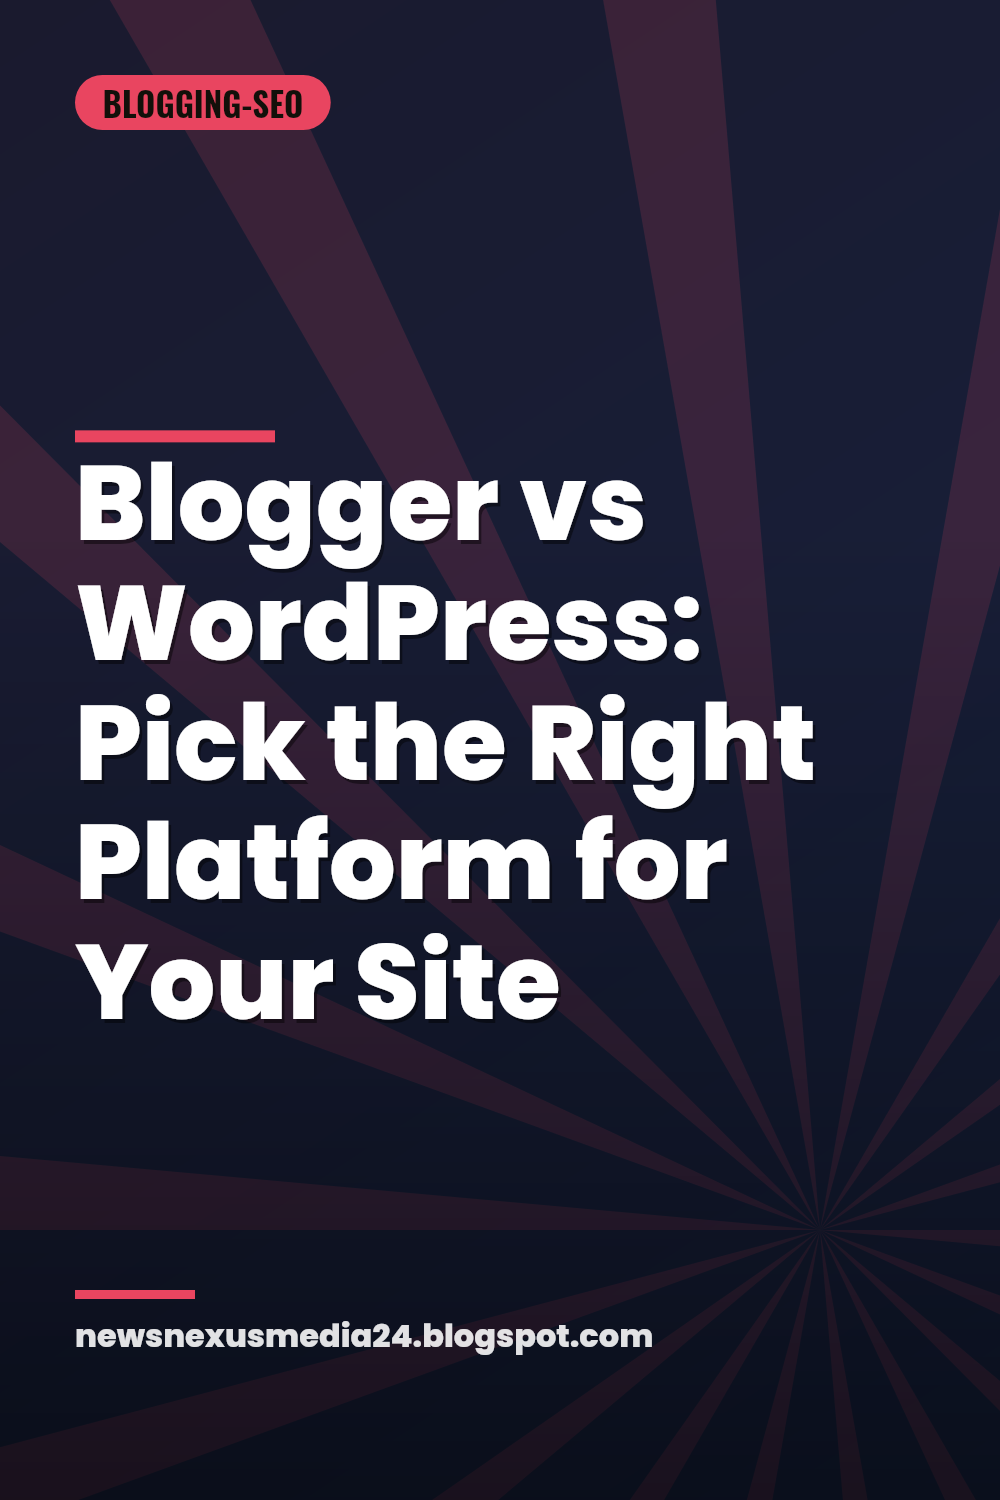 BLOGGING-SEO
Blogger vs
WordPress:
Pick the Right
Platform for
Your Site
newsnexusmedia24.blogspot.com